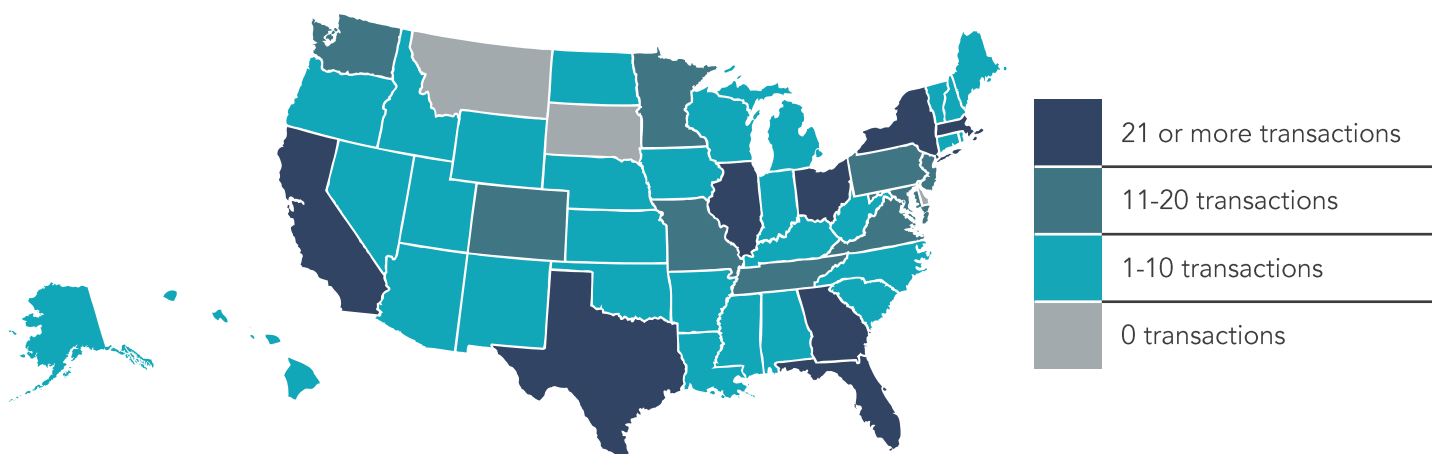 21 or more transactions
11-20 transactions
1-10 transactions
0 transactions